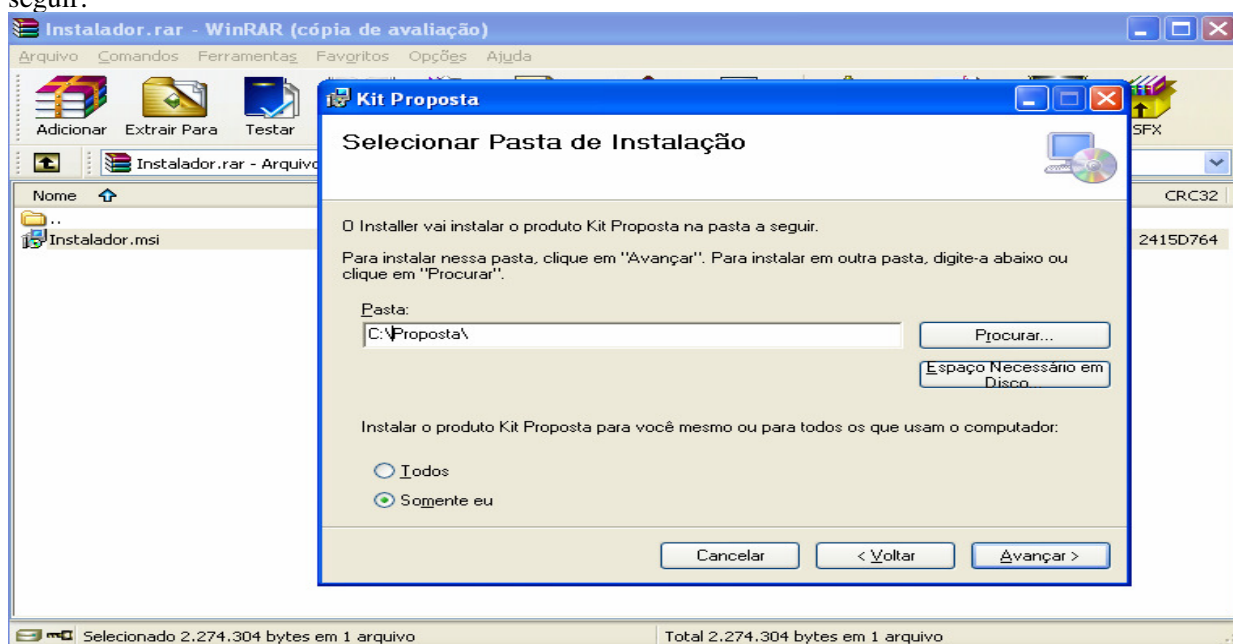 seguir:
Instalador.rar - WinRAR (cópia de avaliação)
Arquivo Comandos Ferramentas Favoritos Opções Ajuda
Adicionar Extrair Para Testar
SFX
Instalador.rar - Arquivo
Nome
CRC32
..
Instalador.msi
2415D764
Kit Proposta
Selecionar Pasta de Instalação
O Installer vai instalar o produto Kit Proposta na pasta a seguir.
Para instalar nessa pasta, clique em "Avançar". Para instalar em outra pasta, digite-a abaixo ou
clique em "Procurar".
Pasta:
C:\Proposta\
Procurar...
Espaço Necessário em
Disco...
Instalar o produto Kit Proposta para você mesmo ou para todos os que usam o computador:
Todos
Somente eu
Cancelar
< Voltar
Avançar >
Selecionado 2.274.304 bytes em 1 arquivo
Total 2.274.304 bytes em 1 arquivo